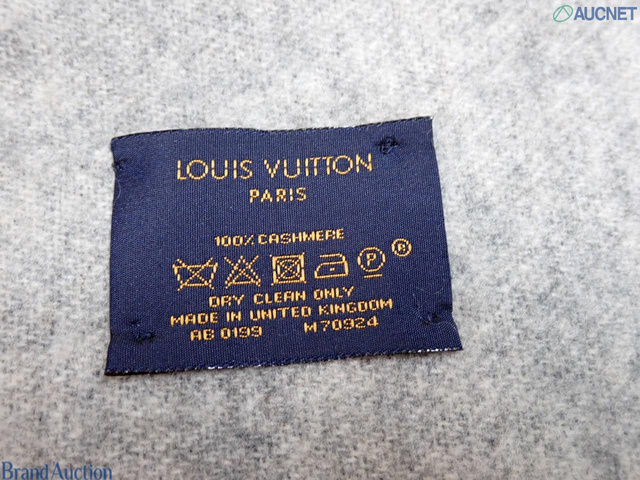 AUCNET
LOUIS VUITTON
PARIS
100% CASHMERE
P ®
DRY CLEAN ONLY
MADE IN UNITED KINGDOM
AB 0199 M70924
Brand Auction